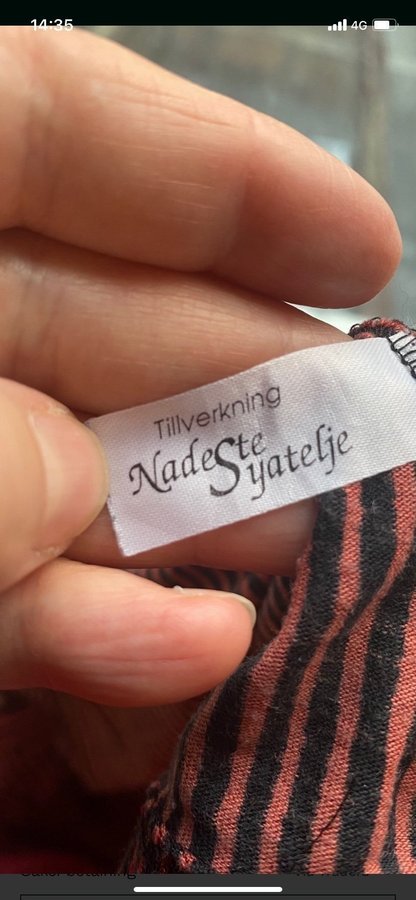 14:35
4G
Tillverkning
NadeSte
Syatelje